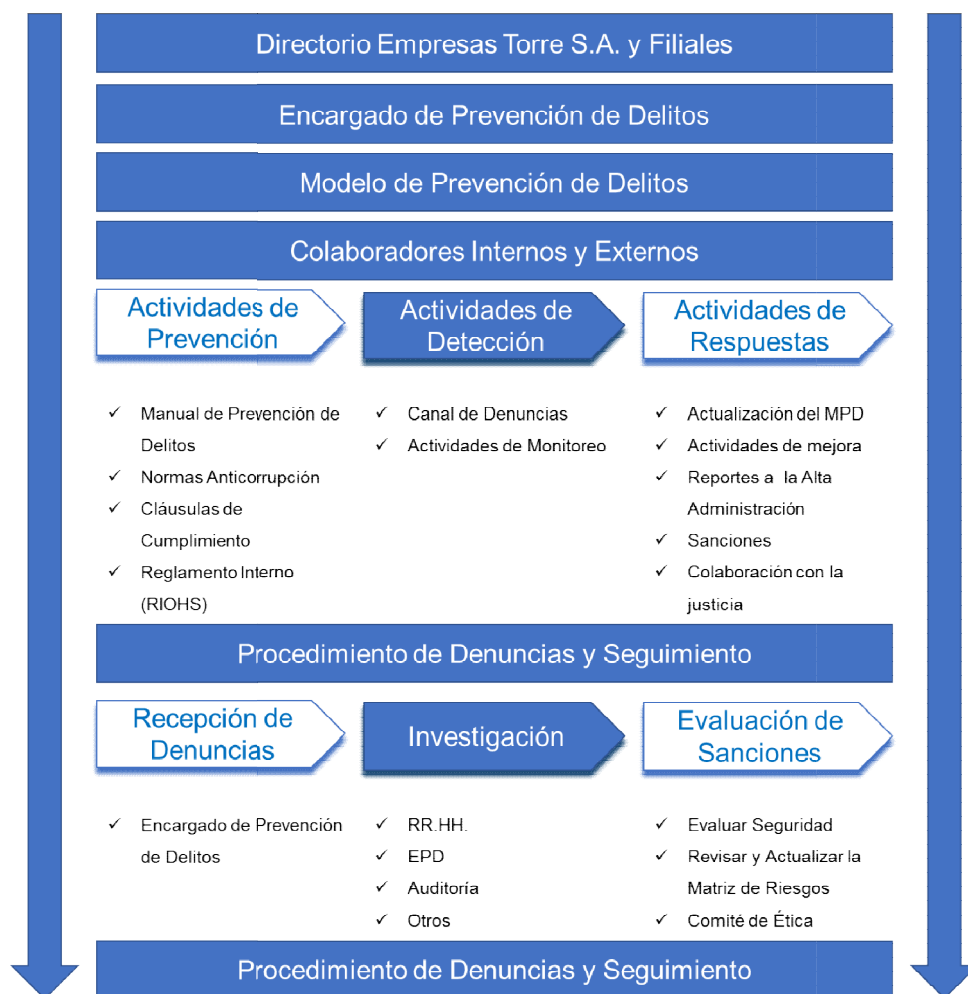 Directorio Empresas Torre S.A. y Filiales
Encargado de Prevención de Delitos
Modelo de Prevención de Delitos
Colaboradores Internos y Externos
Actividades de
Prevención
Actividades de
Detección
Actividades de
Respuestas
✓ Manual de Prevención de
Delitos
✓ Normas Anticorrupción
✓ Cláusulas de
Cumplimiento
✓ Reglamento Interno
(RIOHS)
✓ Canal de Denuncias
✓ Actividades de Monitoreo
✓ Actualización del MPD
✓ Actividades de mejora
✓ Reportes a la Alta
Administración
✓ Sanciones
✓ Colaboración con la
justicia
Procedimiento de Denuncias y Seguimiento
Recepción de
Denuncias
Investigación
Evaluación de
Sanciones
✓ Encargado de Prevención
de Delitos
✓ RR.HH.
✓ EPD
✓ Auditoría
✓ Otros
✓ Evaluar Seguridad
✓ Revisar y Actualizar la
Matriz de Riesgos
✓ Comité de Ética
Procedimiento de Denuncias y Seguimiento